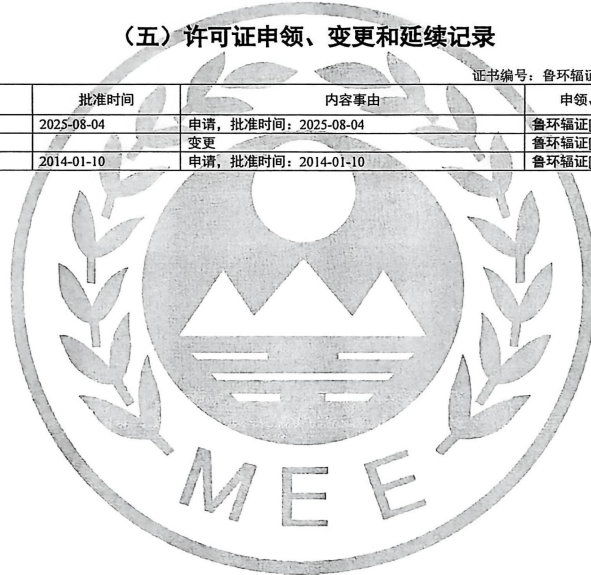 （五）许可证申领、变更和延续记录
证书编号：鲁环辐证
批准时间 内容事由 申领、
2025-08-04 申请，批准时间：2025-08-04 鲁环辐证[
变更 鲁环辐证[
2014-01-10 申请，批准时间：2014-01-10 鲁环辐证[
MEE